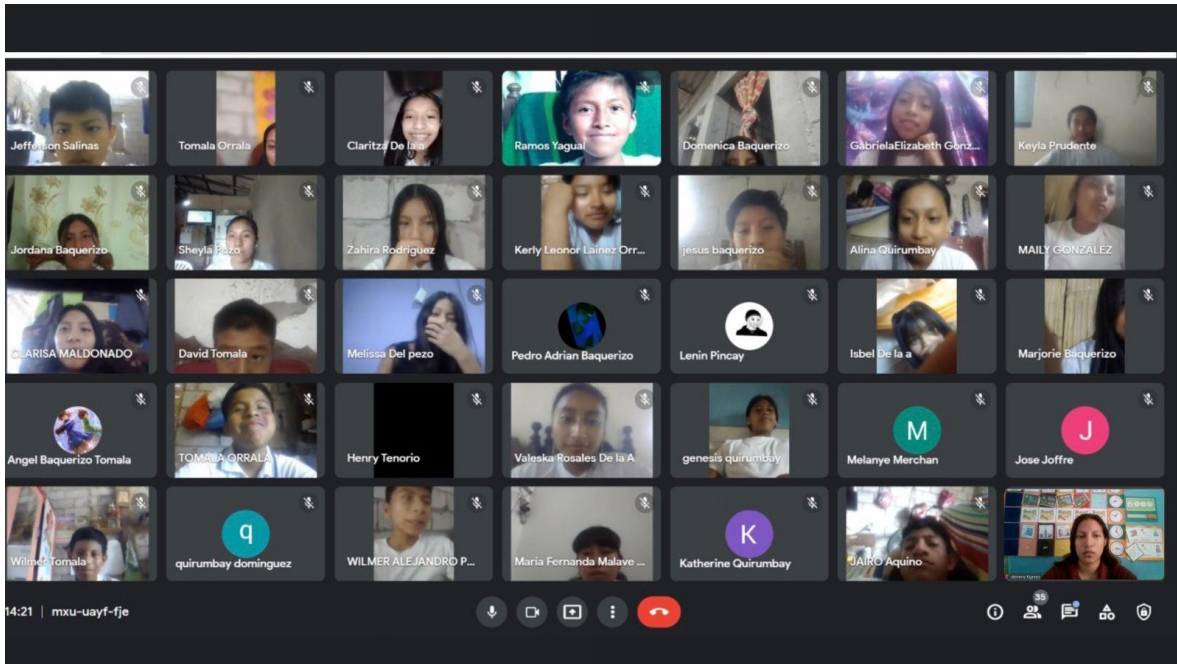 Jefferson Salinas
Tomala Orrala
Claritza De la a
Ramos Yagual
Domenica Baquerizo
GabrielaElizabeth Gonz...
Keyla Prudente
Jordana Baquerizo
Sheyla Pozo
Zahira Rodriguez
Kerly Leonor Lainez Orr...
jesus baquerizo
Alina Quirumbay
MAILY GONZALEZ
CLARISA MALDONADO
David Tomala
Melissa Del pezo
Pedro Adrian Baquerizo
Lenin Pincay
Isbel De la a
Marjorie Baquerizo
Angel Baquerizo Tomala
TOMALA ORRALA
Henry Tenorio
Valeska Rosales De la A
genesis quirumbay
M
Melanye Merchan
J
Jose Joffre
Wilmer Tomala
q
quirumbay dominguez
WILMER ALEJANDRO P...
Maria Fernanda Malave ...
K
Katherine Quirumbay
JAIRO Aquino
14:21 | mxu-uayf-fje
35